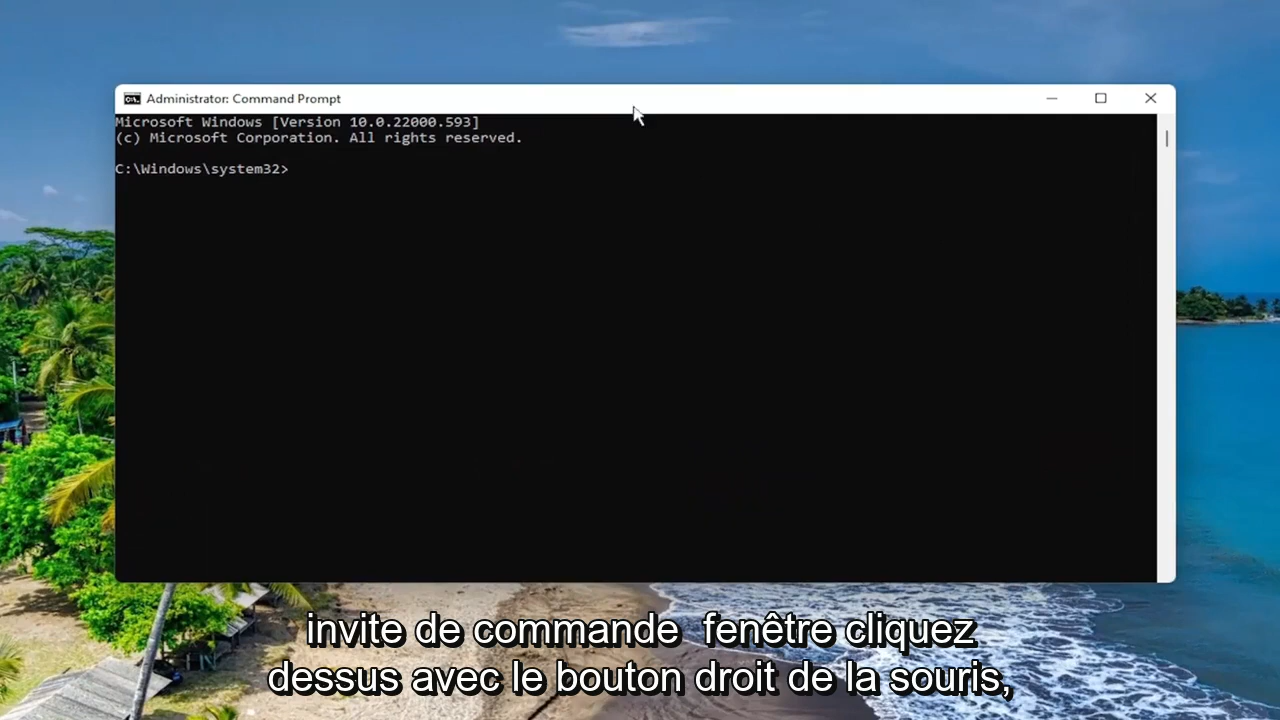 Administrator: Command Prompt
Microsoft Windows [Version 10.0.22000.593]
(c) Microsoft Corporation. All rights reserved.
C:\Windows\system32>
invite de commande  fenêtre cliquez
dessus avec le bouton droit de la souris,